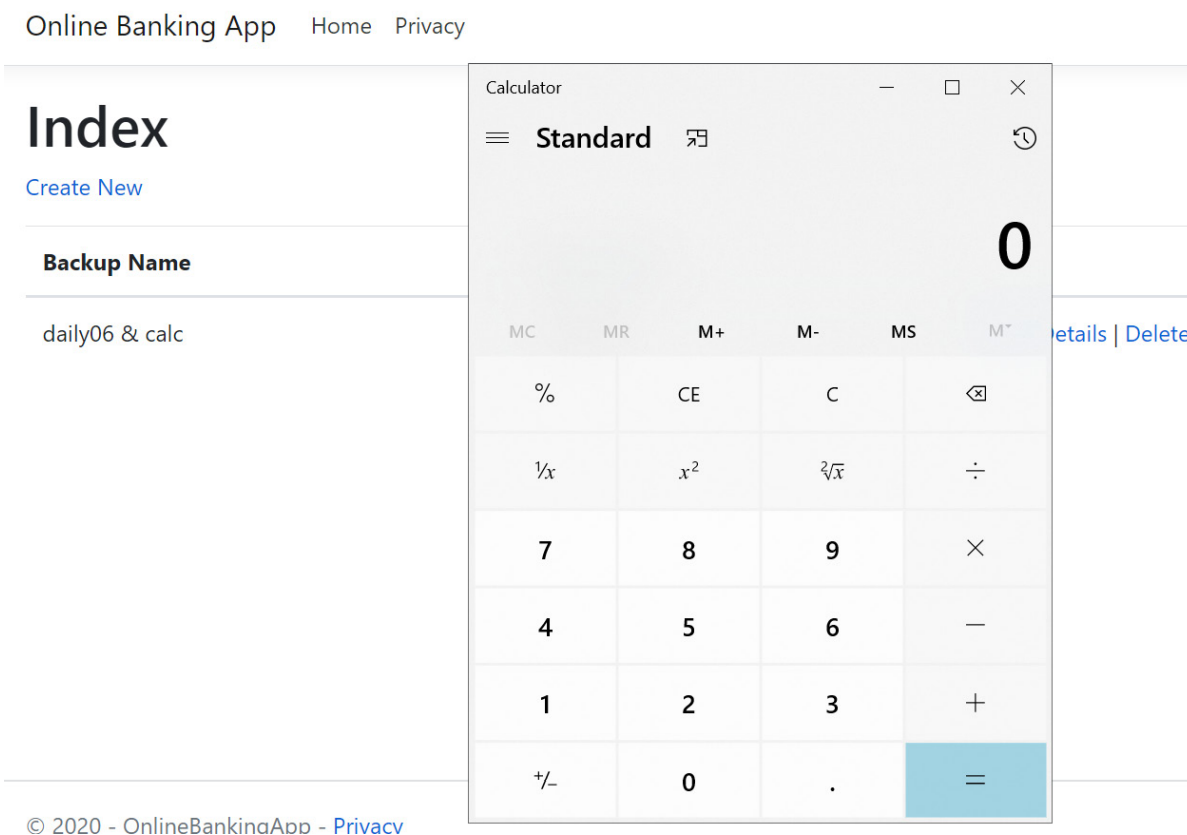 Online Banking App Home Privacy
Index
Create New
Backup Name
daily06 & calc
etails | Delete
© 2020 - OnlineBankingApp - Privacy
Calculator
Standard
0
MC MR M+ M- MS M˅
% CE C
¹/x x² ²√x ÷
7 8 9 ×
4 5 6 −
1 2 3 +
+/− 0 . =